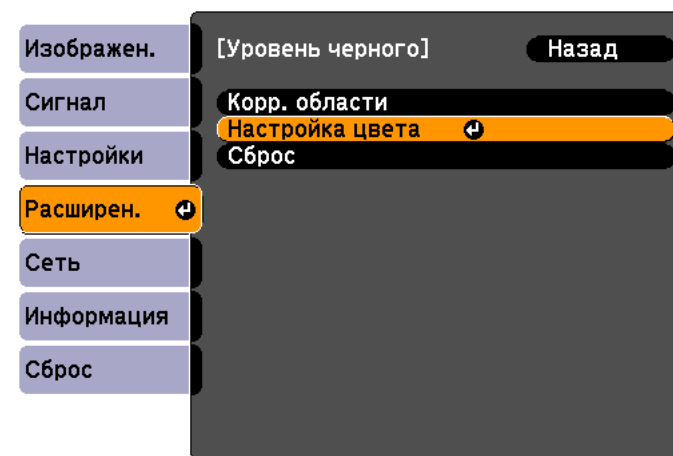 Изображен.
Сигнал
Настройки
Расширен.
Сеть
Информация
Сброс
[Уровень черного]
Назад
Корр. области
Настройка цвета
Сброс